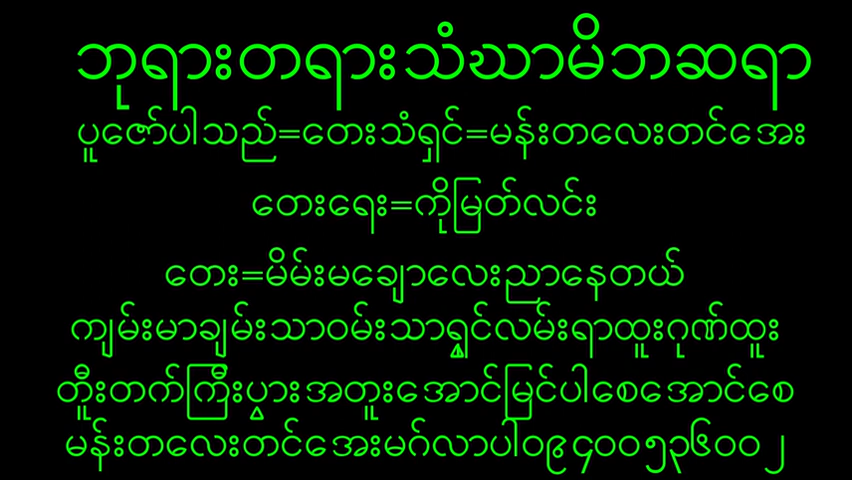 ဘုရားတရားသံဃာမိဘဆရာ
ပူဇော်ပါသည်=တေးသံရှင်=မန်းတလေးတင်အေး
တေးရေး=ကိုမြတ်လင်း
တေး=မိမ်းမချောလေးညာနေတယ်
ကျမ်းမာချမ်းသာဝမ်းသာရွှင်လမ်းရာထူးဂုဏ်ထူး
တိူးတက်ကြီးပွားအတူးအောင်မြင်ပါစေအောင်စေ
မန်းတလေးတင်အေးမဂ်လာပါ၀၉၄၀၀၅၃၆၀၀၂